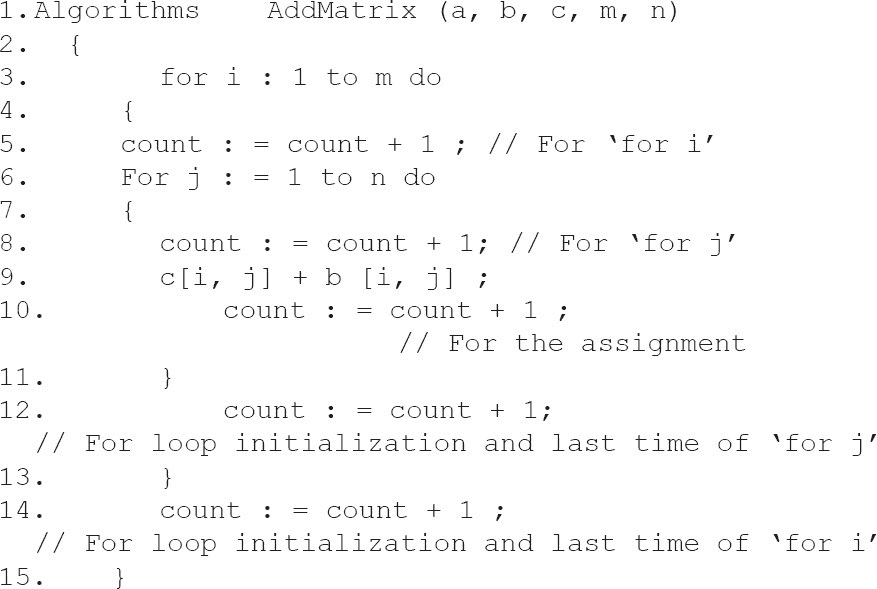 1.Algorithms    AddMatrix (a, b, c, m, n)
2.  {
3.        for i : 1 to m do
4.      {
5.      count : = count + 1 ; // For ‘for i’
6.      For j : = 1 to n do
7.      {
8.        count : = count + 1; // For ‘for j’
9.        c[i, j] + b [i, j] ;
10.           count : = count + 1 ;
// For the assignment
11.       }
12.           count : = count + 1;
// For loop initialization and last time of ‘for j’
13.       }
14.       count : = count + 1 ;
// For loop initialization and last time of ‘for i’
15.    }